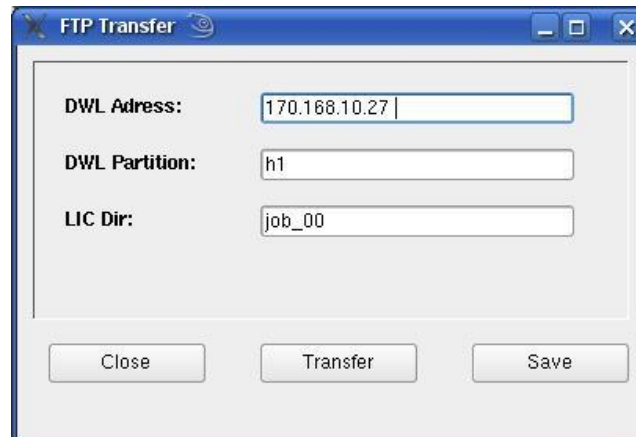 FTP Transfer
DWL Adress: 170.168.10.27
DWL Partition: h1
LIC Dir: job_00
Close Transfer Save